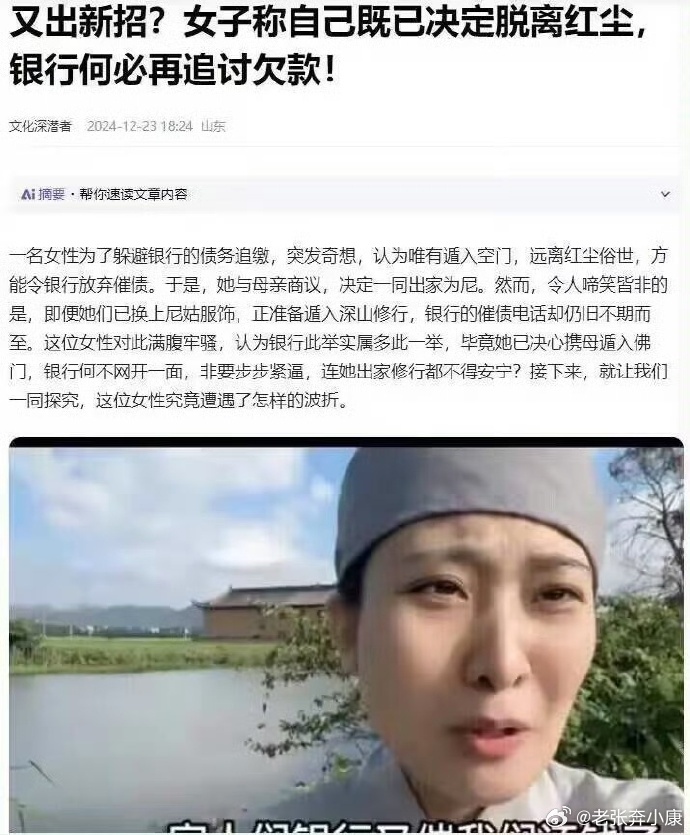 又出新招？女子称自己既已决定脱离红尘，
银行何必再追讨欠款！
文化深潜者 2024-12-23 18:24 山东
Ai 摘要 · 帮你速读文章内容
一名女性为了躲避银行的债务追缴，突发奇想，认为唯有遁入空门，远离红尘俗世，方
能令银行放弃催债。于是，她与母亲商议，决定一同出家为尼。然而，令人啼笑皆非的
是，即便她们已换上尼姑服饰，正准备遁入深山修行，银行的催债电话却仍旧不期而
至。这位女性对此满腹牢骚，认为银行此举实属多此一举，毕竟她已决心携母遁入佛
门，银行何不网开一面，非要步步紧逼，连她出家修行都不得安宁？接下来，就让我们
一同探究，这位女性究竟遭遇了怎样的波折。
@老张奔小康